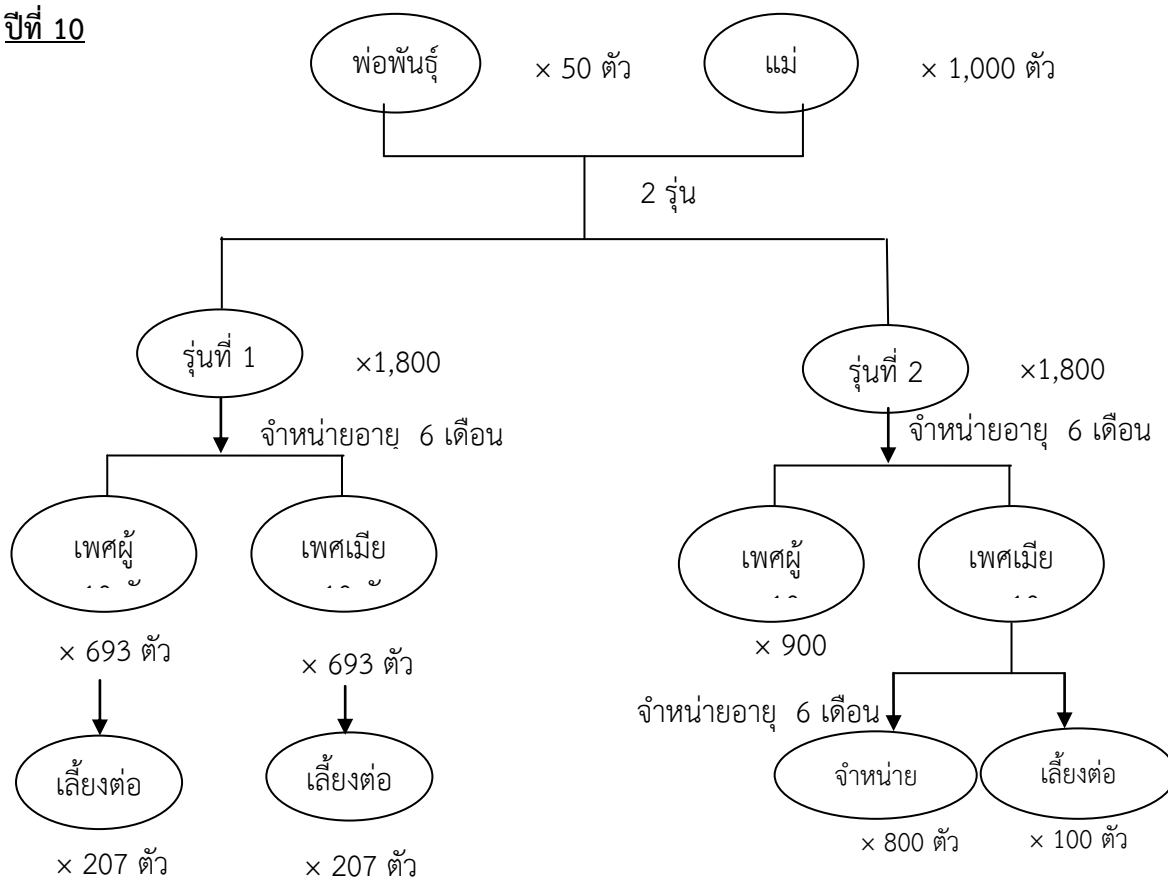 ปีที่ 10
พ่อพันธุ์ × 50 ตัว แม่ × 1,000 ตัว
2 รุ่น
รุ่นที่ 1 ×1,800
รุ่นที่ 2 ×1,800
จำหน่ายอายุ 6 เดือน
จำหน่ายอายุ 6 เดือน
เพศผู้
เพศเมีย
เพศผู้
เพศเมีย
× 693 ตัว
× 693 ตัว
× 900
จำหน่ายอายุ 6 เดือน
เลี้ยงต่อ
เลี้ยงต่อ
จำหน่าย
เลี้ยงต่อ
× 207 ตัว
× 207 ตัว
× 800 ตัว
× 100 ตัว